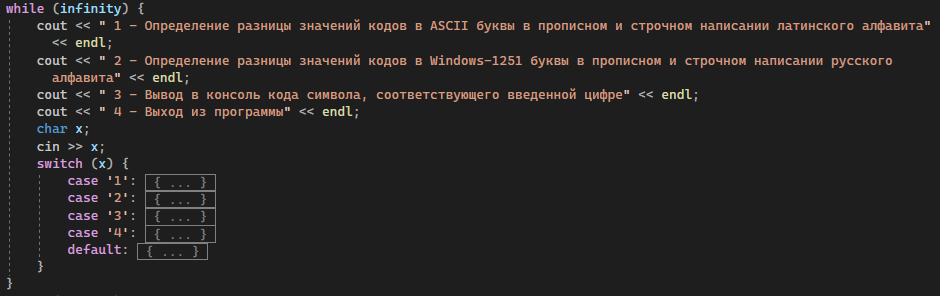 while (infinity) {
cout << " 1 - Определение разницы значений кодов в ASCII буквы в прописном и строчном написании латинского алфавита"
<< endl;
cout << " 2 - Определение разницы значений кодов в Windows-1251 буквы в прописном и строчном написании русского
алфавита" << endl;
cout << " 3 - Вывод в консоль кода символа, соответствующего введенной цифре" << endl;
cout << " 4 - Выход из программы" << endl;
char x;
cin >> x;
switch (x) {
case '1': { ... }
case '2': { ... }
case '3': { ... }
case '4': { ... }
default: { ... }
}
}